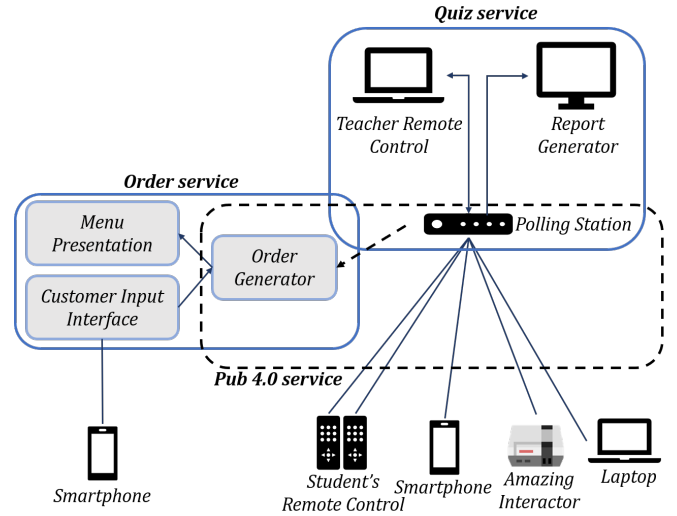 Quiz service
Teacher Remote
Control
Report
Generator
Order service
Menu
Presentation
Order
Generator
Polling Station
Customer Input
Interface
Pub 4.0 service
Smartphone
Student's
Remote Control
Smartphone
Amazing
Interactor
Laptop